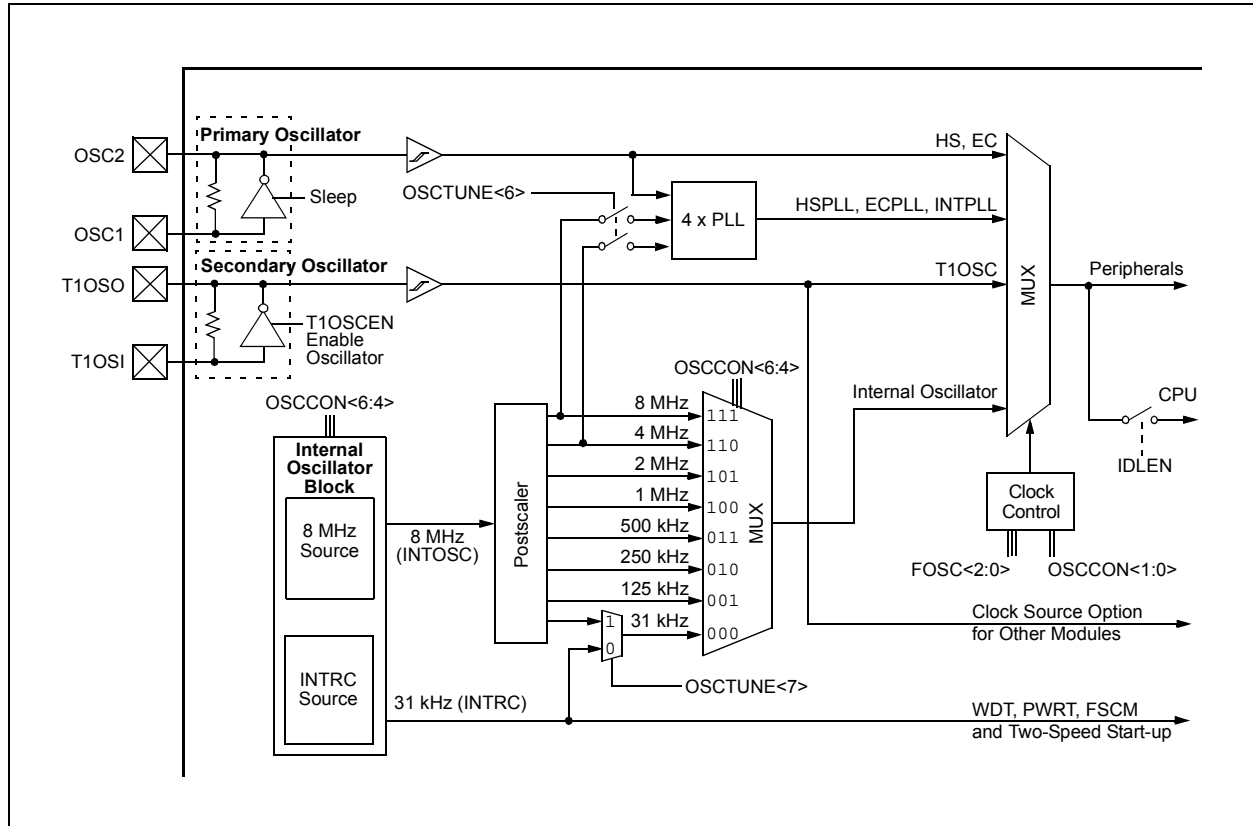 Primary Oscillator
OSC2
HS, EC
OSCTUNE<6>
Sleep
4 x PLL
HSPLL, ECPLL, INTPLL
OSC1
Secondary Oscillator
T1OSO
T1OSC
MUX
Peripherals
T1OSCEN
Enable
Oscillator
T1OSI
OSCCON<6:4>
Internal Oscillator
CPU
OSCCON<6:4>
8 MHz
111
Internal
Oscillator
Block
4 MHz
110
IDLEN
2 MHz
101
8 MHz
Source
1 MHz
100
Clock
Control
8 MHz
(INTOSC)
Postscaler
500 kHz
011
MUX
250 kHz
010
FOSC<2:0>
OSCCON<1:0>
125 kHz
001
1
0
31 kHz
000
Clock Source Option
for Other Modules
INTRC
Source
OSCTUNE<7>
31 kHz (INTRC)
WDT, PWRT, FSCM
and Two-Speed Start-up